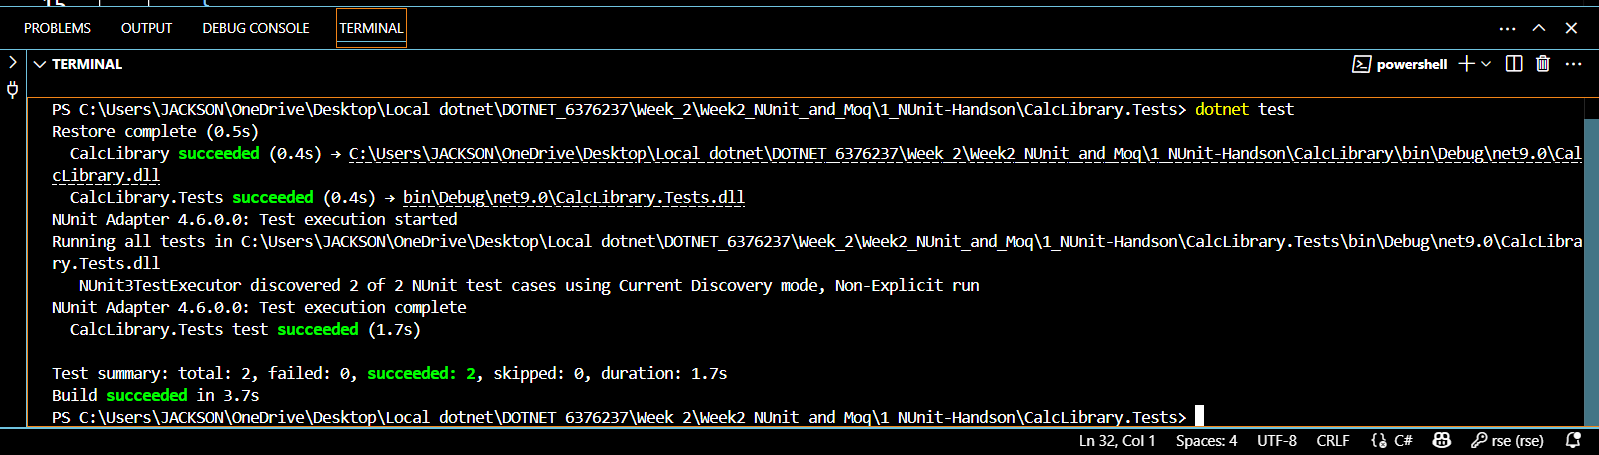 15
PROBLEMS OUTPUT DEBUG CONSOLE TERMINAL
TERMINAL
powershell
PS C:\Users\JACKSON\OneDrive\Desktop\Local dotnet\DOTNET_6376237\Week_2\Week2_NUnit_and_Moq\1_NUnit-Handson\CalcLibrary.Tests> dotnet test
Restore complete (0.5s)
CalcLibrary succeeded (0.4s) → C:\Users\JACKSON\OneDrive\Desktop\Local dotnet\DOTNET_6376237\Week_2\Week2_NUnit_and_Moq\1_NUnit-Handson\CalcLibrary\bin\Debug\net9.0\Cal
cLibrary.dll
CalcLibrary.Tests succeeded (0.4s) → bin\Debug\net9.0\CalcLibrary.Tests.dll
NUnit Adapter 4.6.0.0: Test execution started
Running all tests in C:\Users\JACKSON\OneDrive\Desktop\Local dotnet\DOTNET_6376237\Week_2\Week2_NUnit_and_Moq\1_NUnit-Handson\CalcLibrary.Tests\bin\Debug\net9.0\CalcLibra
ry.Tests.dll
NUnit3TestExecutor discovered 2 of 2 NUnit test cases using Current Discovery mode, Non-Explicit run
NUnit Adapter 4.6.0.0: Test execution complete
CalcLibrary.Tests test succeeded (1.7s)
Test summary: total: 2, failed: 0, succeeded: 2, skipped: 0, duration: 1.7s
Build succeeded in 3.7s
PS C:\Users\JACKSON\OneDrive\Desktop\Local dotnet\DOTNET_6376237\Week_2\Week2_NUnit_and_Moq\1_NUnit-Handson\CalcLibrary.Tests>
Ln 32, Col 1 Spaces: 4 UTF-8 CRLF C# rse (rse)